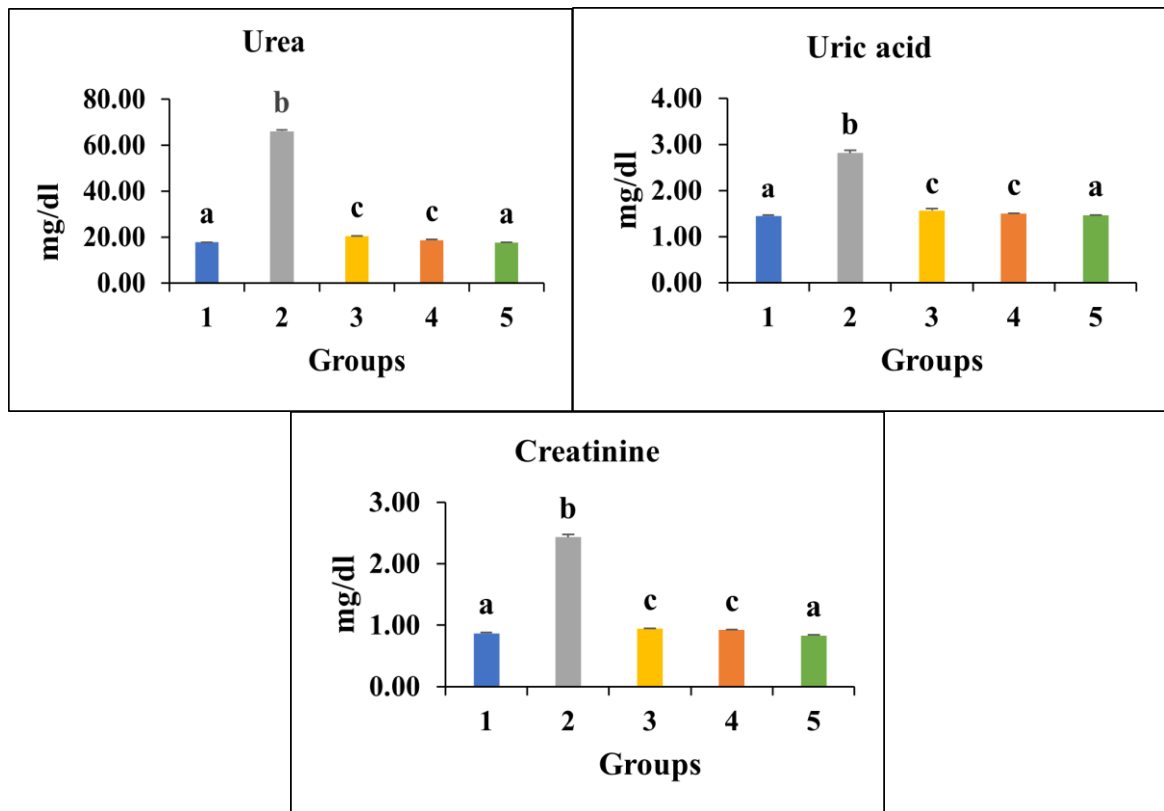 Urea
mg/dl
80.00
60.00
40.00
20.00
0.00
a
b
c
c
a
1 2 3 4 5
Groups
Uric acid
mg/dl
4.00
3.00
2.00
1.00
0.00
a
b
c
c
a
1 2 3 4 5
Groups
Creatinine
mg/dl
3.00
2.00
1.00
0.00
a
b
c
c
a
1 2 3 4 5
Groups